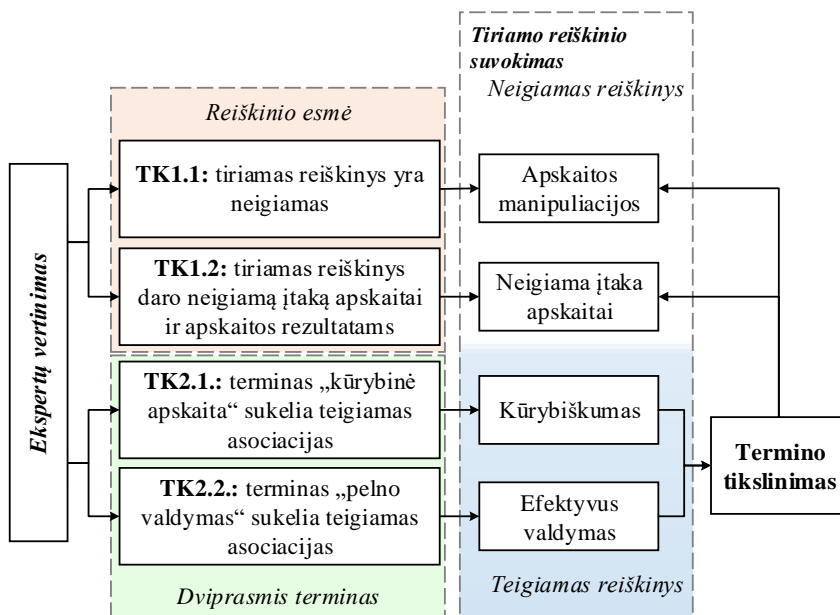 Ekspertų vertinimas
Reiškinio esmė
TK1.1: tiriamas reiškinys yra
neigiamas
TK1.2: tiriamas reiškinys
daro neigiamą įtaką apskaitai
ir apskaitos rezultatams
TK2.1.: terminas „kūrybinė
apskaita“ sukelia teigiamas
asociacijas
TK2.2.: terminas „pelno
valdymas“ sukelia teigiamas
asociacijas
Dviprasmis terminas
Tiriamo reiškinio
suvokimas
Neigiamas reiškinys
Apskaitos
manipuliacijos
Neigiama įtaka
apskaitai
Kūrybiškumas
Efektyvus
valdymas
Teigiamas reiškinys
Termino
tikslinimas